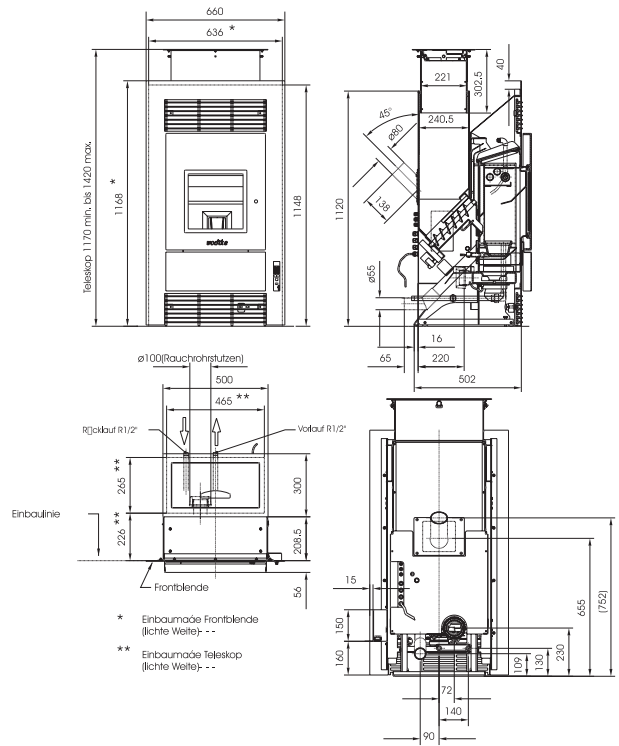 660
636 *
Teleskop 1170 min. bis 1420 max.
1168 *
1148
wodtke
221
302.5
40
45°
ø80
240.5
138
1120
ø55
16
65
220
502
ø100(Rauchrohrstutzen)
500
465 **
R□cklauf R1/2"
Vorlauf R1/2"
265 **
300
Einbaulinie
226 **
208.5
Frontblende
56
* Einbaumaáe Frontblende
(lichte Weite)- - -
** Einbaumaáe Teleskop
(lichte Weite)- - -
15
150
160
655
(752)
109
130
230
72
140
90